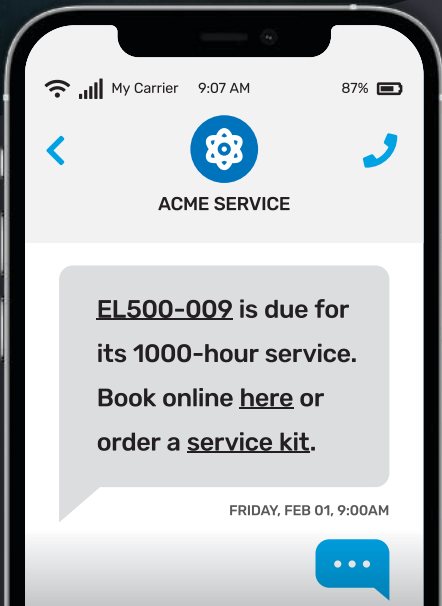 My Carrier 9:07 AM 87%
ACME SERVICE
EL500-009 is due for
its 1000-hour service.
Book online here or
order a service kit.
FRIDAY, FEB 01, 9:00AM